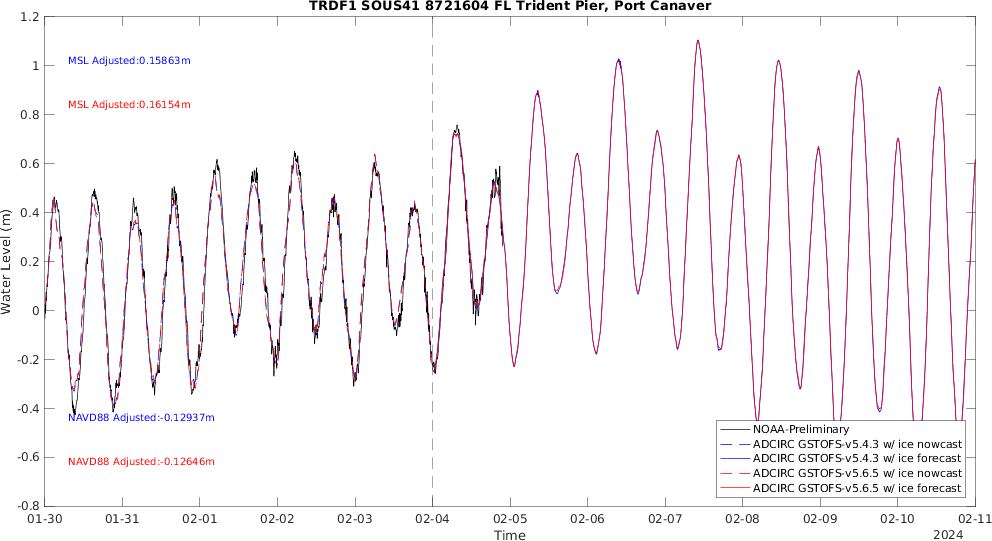 TRDF1 SOUS41 8721604 FL Trident Pier, Port Canaver
1.2
1
0.8
0.6
0.4
0.2
0
-0.2
-0.4
-0.6
-0.8
Water Level (m)
MSL Adjusted:0.15863m
MSL Adjusted:0.16154m
NAVD88 Adjusted:-0.12937m
NAVD88 Adjusted:-0.12646m
NOAA-Preliminary
ADCIRC GSTOFS-v5.4.3 w/ ice nowcast
ADCIRC GSTOFS-v5.4.3 w/ ice forecast
ADCIRC GSTOFS-v5.6.5 w/ ice nowcast
ADCIRC GSTOFS-v5.6.5 w/ ice forecast
01-30 01-31 02-01 02-02 02-03 02-04 02-05 02-06 02-07 02-08 02-09 02-10 02-11
Time
2024